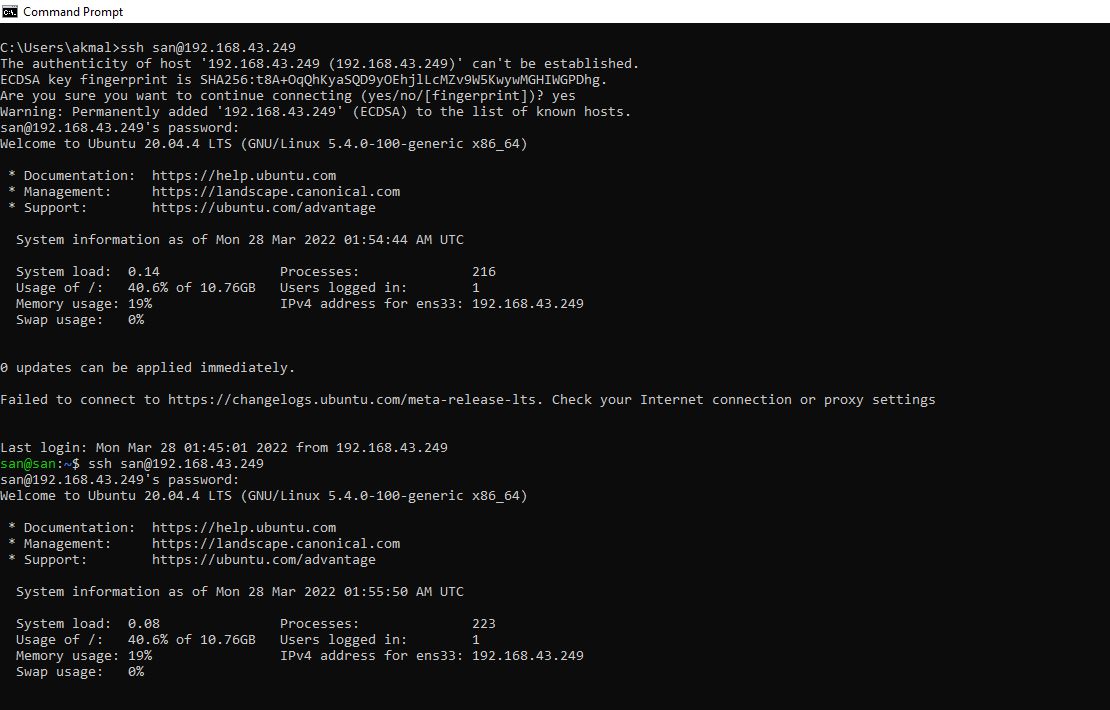 Command Prompt
C:\Users\akmal>ssh san@192.168.43.249
The authenticity of host '192.168.43.249 (192.168.43.249)' can't be established.
ECDSA key fingerprint is SHA256:t8A+OqQhKyaSQD9yOEhjlLcMZv9W5KwywMGHIWGPDhg.
Are you sure you want to continue connecting (yes/no/[fingerprint])? yes
Warning: Permanently added '192.168.43.249' (ECDSA) to the list of known hosts.
san@192.168.43.249's password:
Welcome to Ubuntu 20.04.4 LTS (GNU/Linux 5.4.0-100-generic x86_64)
* Documentation: https://help.ubuntu.com
* Management: https://landscape.canonical.com
* Support: https://ubuntu.com/advantage
System information as of Mon 28 Mar 2022 01:54:44 AM UTC
System load: 0.14 Processes: 216
Usage of /: 40.6% of 10.76GB Users logged in: 1
Memory usage: 19% IPv4 address for ens33: 192.168.43.249
Swap usage: 0%
0 updates can be applied immediately.
Failed to connect to https://changelogs.ubuntu.com/meta-release-lts. Check your Internet connection or proxy settings
Last login: Mon Mar 28 01:45:01 2022 from 192.168.43.249
san@san:~$ ssh san@192.168.43.249
san@192.168.43.249's password:
Welcome to Ubuntu 20.04.4 LTS (GNU/Linux 5.4.0-100-generic x86_64)
* Documentation: https://help.ubuntu.com
* Management: https://landscape.canonical.com
* Support: https://ubuntu.com/advantage
System information as of Mon 28 Mar 2022 01:55:50 AM UTC
System load: 0.08 Processes: 223
Usage of /: 40.6% of 10.76GB Users logged in: 1
Memory usage: 19% IPv4 address for ens33: 192.168.43.249
Swap usage: 0%